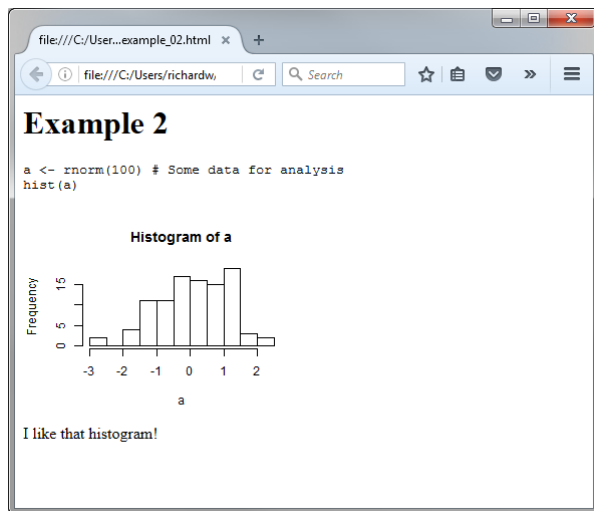 file:///C:/User...example_02.html × +
file:///C:/Users/richardw/ Search
Example 2
a <- rnorm(100) # Some data for analysis
hist(a)
Histogram of a
Frequency
15
5
0
-3 -2 -1 0 1 2
a
I like that histogram!